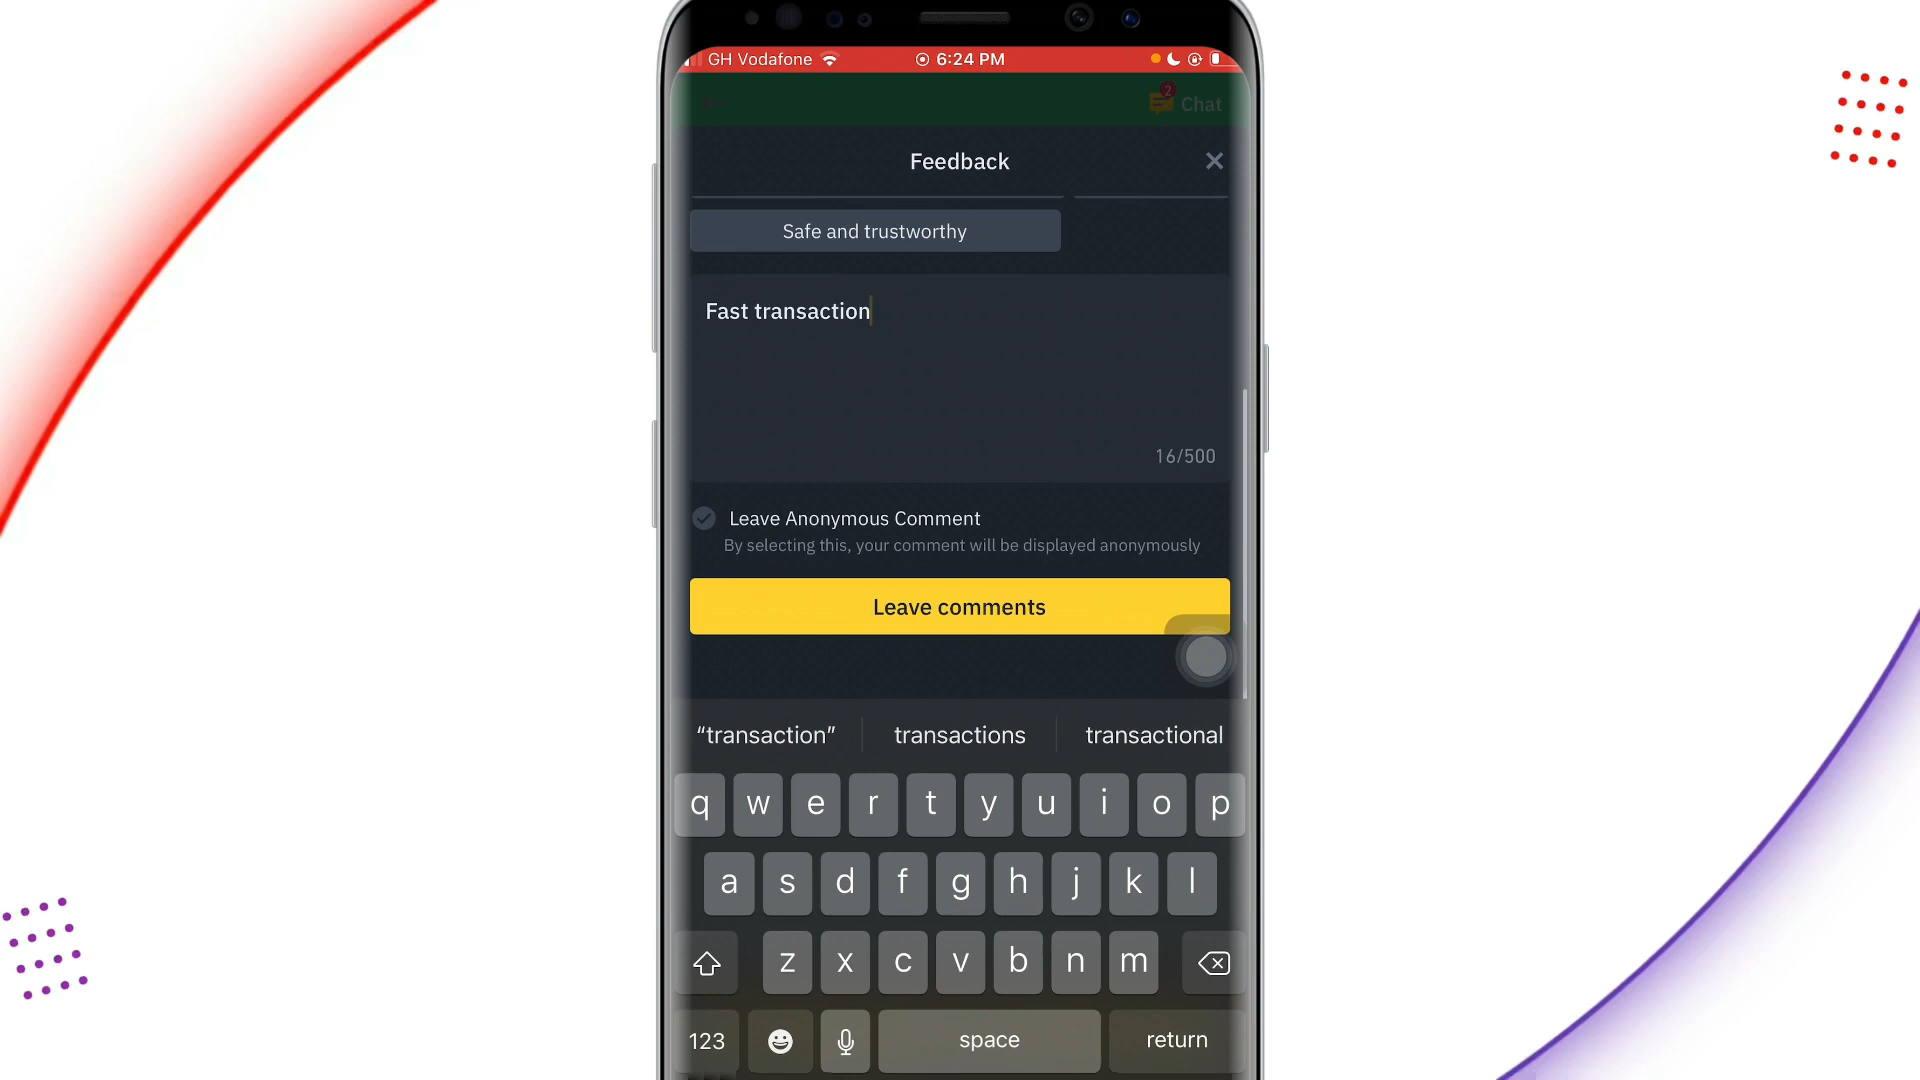 GH Vodafone
6:24 PM
2
Chat
Feedback
Safe and trustworthy
Fast transaction
16/500
Leave Anonymous Comment
By selecting this, your comment will be displayed anonymously
Leave comments
“transaction” transactions transactional
q w e r t y u i o p
a s d f g h j k l
z x c v b n m
123 space return